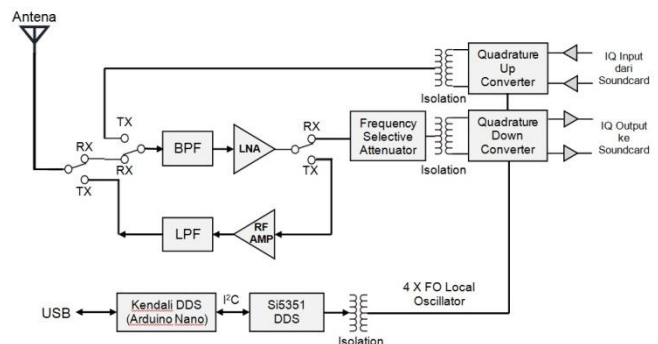 Antena
TX
RX
RX
TX
BPF
LNA
RX
TX
Frequency
Selective
Attenuator
Isolation
Quadrature
Up
Converter
IQ Input
dari
Soundcard
Isolation
Quadrature
Down
Converter
IQ Output
ke
Soundcard
LPF
RF
AMP
4 X FO Local
Oscillator
USB
Kendali DDS
(Arduino Nano)
I²C
Si5351
DDS
Isolation